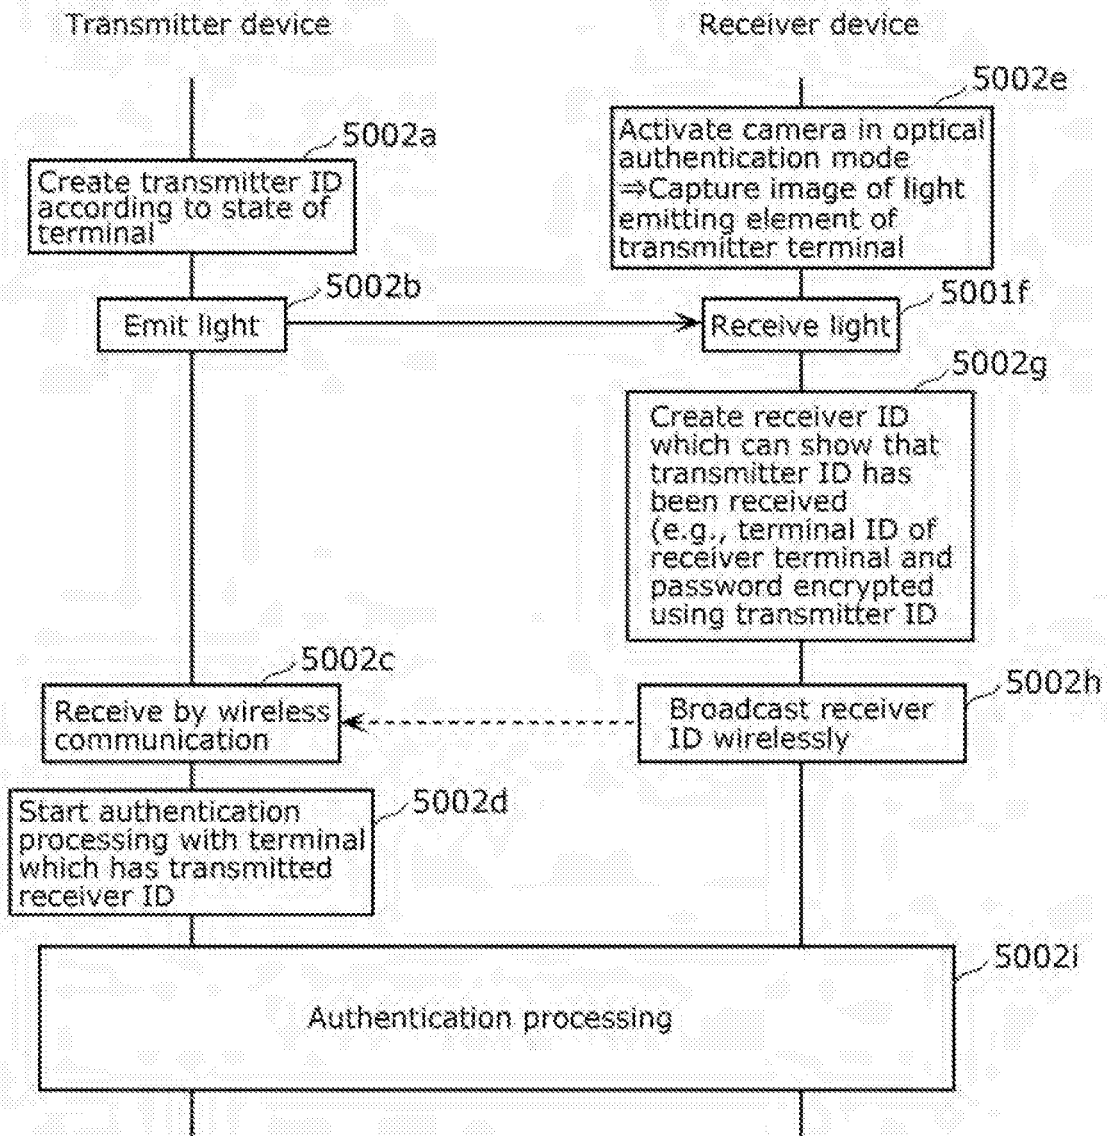 Transmitter device
Receiver device
5002e
Activate camera in optical
authentication mode
⇒Capture image of light
emitting element of
transmitter terminal
5002a
Create transmitter ID
according to state of
terminal
5002b
Emit light
5001f
Receive light
5002g
Create receiver ID
which can show that
transmitter ID has
been received
(e.g., terminal ID of
receiver terminal and
password encrypted
using transmitter ID
5002c
Receive by wireless
communication
5002h
Broadcast receiver
ID wirelessly
5002d
Start authentication
processing with terminal
which has transmitted
receiver ID
5002i
Authentication processing